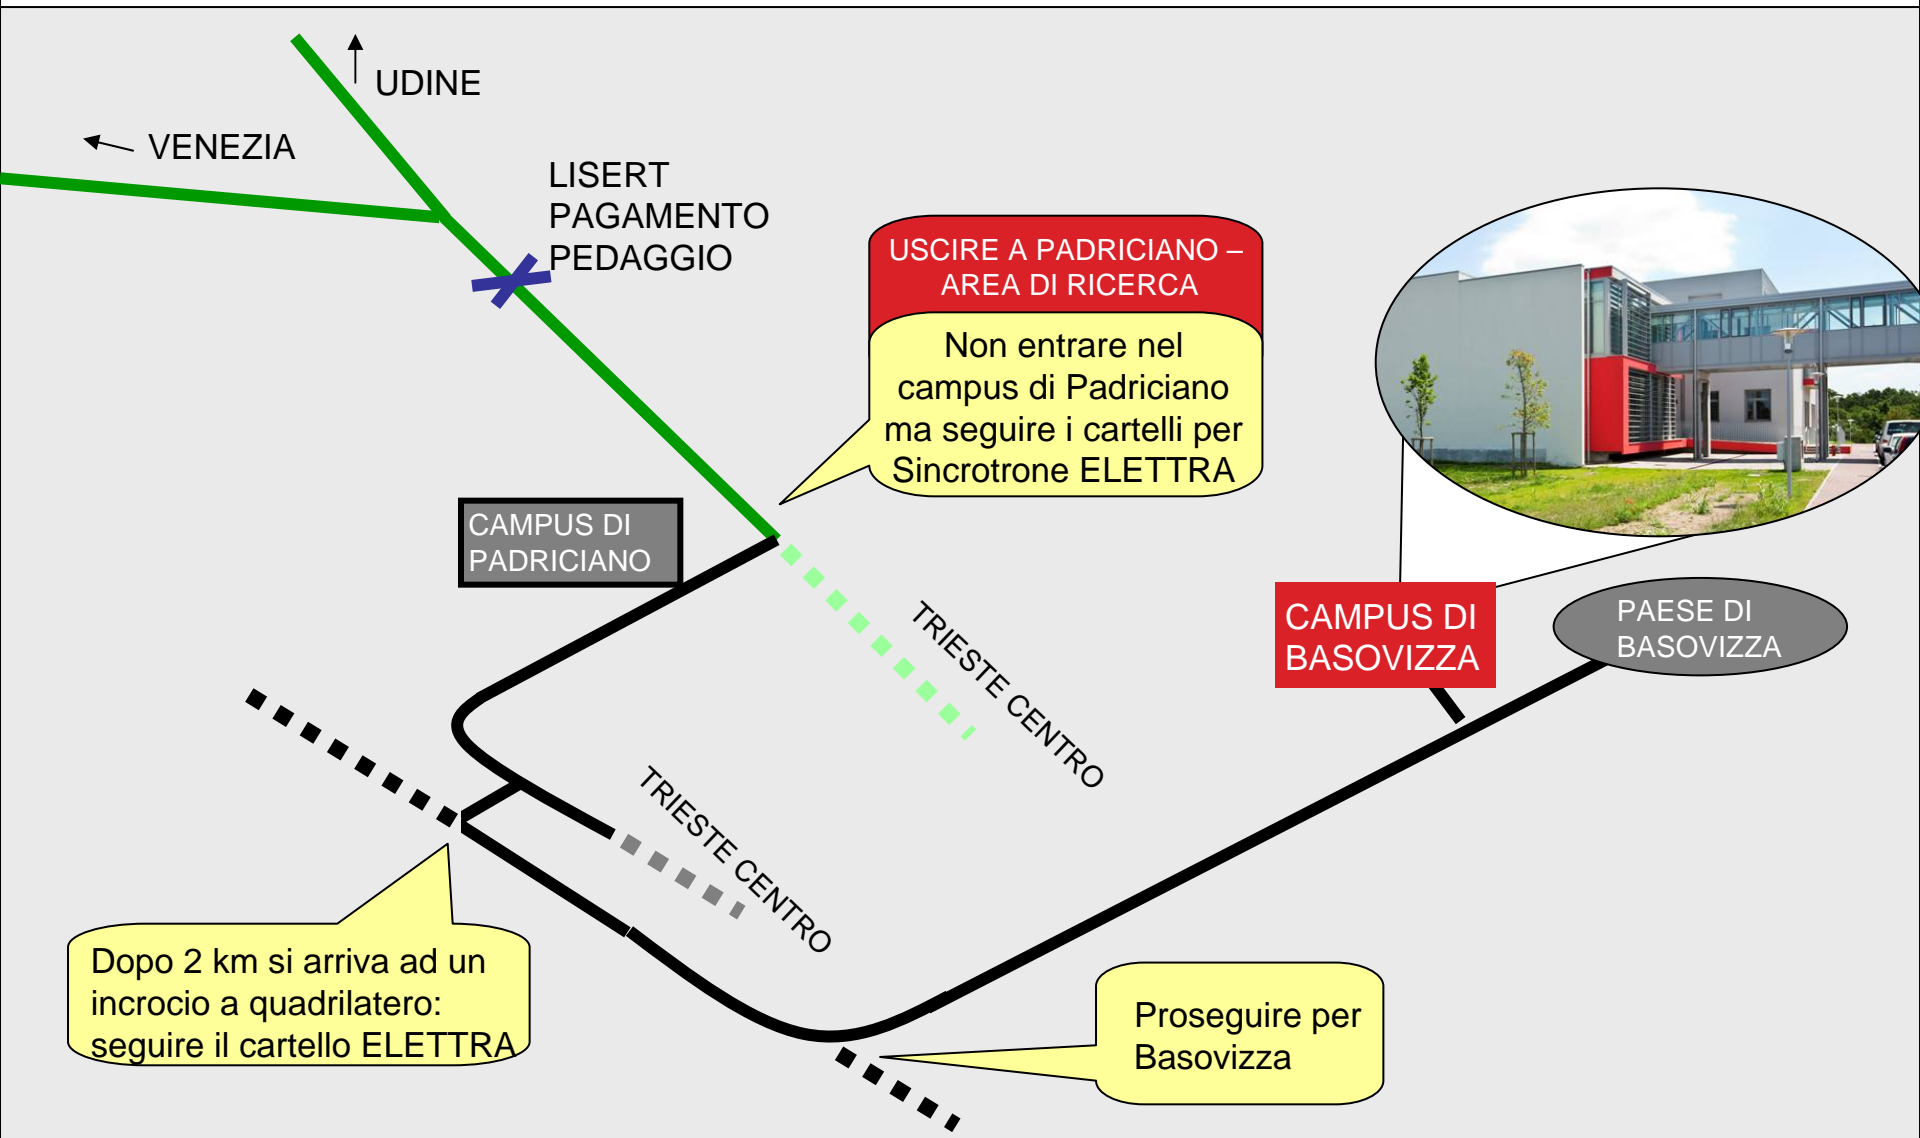 UDINE
VENEZIA
LISERT
PAGAMENTO
PEDAGGIO
USCIRE A PADRICIANO –
AREA DI RICERCA
Non entrare nel
campus di Padriciano
ma seguire i cartelli per
Sincrotrone ELETTRA
CAMPUS DI
PADRICIANO
TRIESTE CENTRO
CAMPUS DI
BASOVIZZA
PAESE DI
BASOVIZZA
TRIESTE CENTRO
Dopo 2 km si arriva ad un
incrocio a quadrilatero:
seguire il cartello ELETTRA
Proseguire per
Basovizza